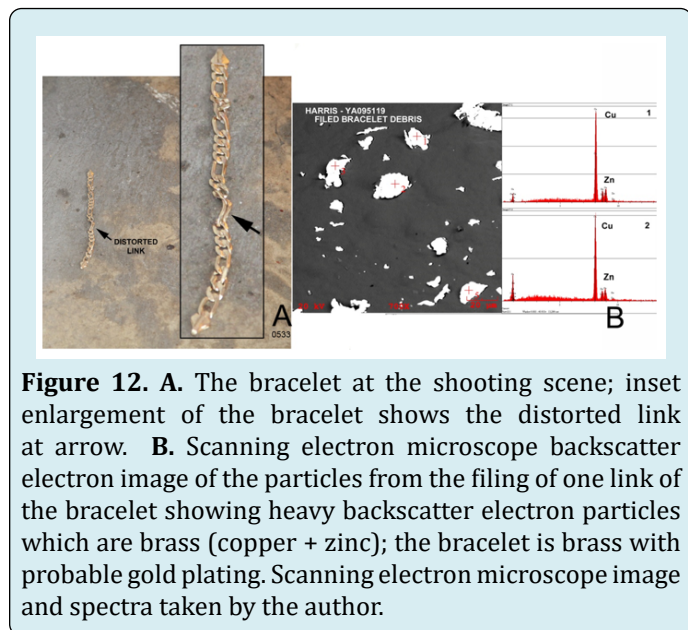 DISTORTED
LINK
A
0533
HARRIS - YA095119
FILED BRACELET DEBRIS
B
Cu 1
Zn
Cu 2
Zn
Figure 12. A. The bracelet at the shooting scene; inset
enlargement of the bracelet shows the distorted link
at arrow. B. Scanning electron microscope backscatter
electron image of the particles from the filing of one link of
the bracelet showing heavy backscatter electron particles
which are brass (copper + zinc); the bracelet is brass with
probable gold plating. Scanning electron microscope image
and spectra taken by the author.